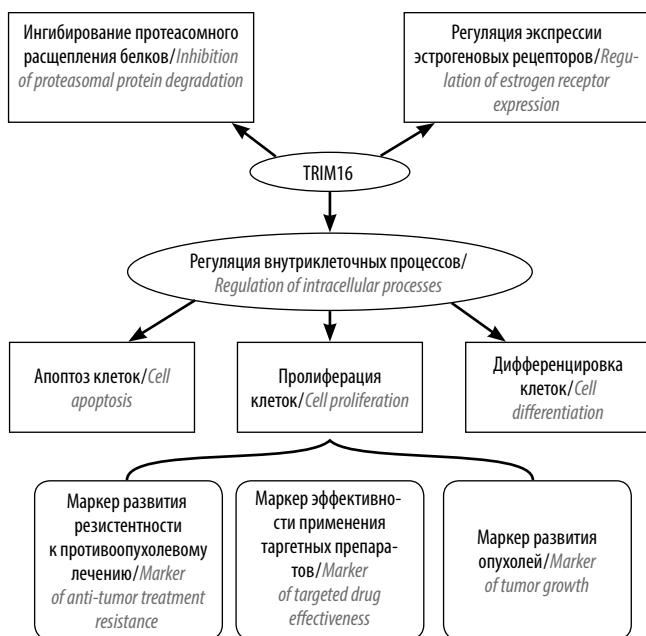 Ингибирование протеасомного
расщепления белков/Inhibition
of proteasomal protein degradation
Регуляция экспрессии
эстрогеновых рецепторов/Regu-
lation of estrogen receptor
expression
TRIM16
Регуляция внутриклеточных процессов/
Regulation of intracellular processes
Апоптоз клеток/Cell
apoptosis
Пролиферация
клеток/Cell proliferation
Дифференцировка
клеток/Cell
differentiation
Маркер развития
резистентности
к противоопухолевому
лечению/Marker
of anti-tumor treatment
resistance
Маркер эффективно-
сти применения
таргетных препара-
тов/Marker
of targeted drug
effectiveness
Маркер развития
опухолей/Marker
of tumor growth